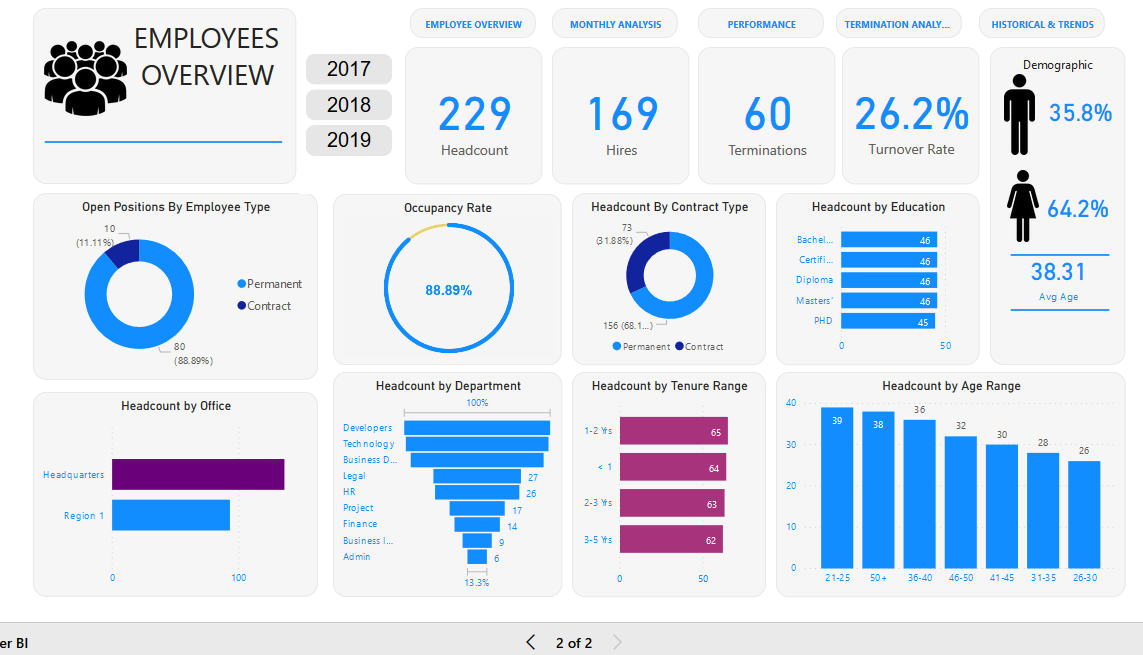 EMPLOYEES
OVERVIEW
EMPLOYEE OVERVIEW
MONTHLY ANALYSIS
PERFORMANCE
TERMINATION ANALY...
HISTORICAL & TRENDS
2017
2018
2019
229
Headcount
169
Hires
60
Terminations
26.2%
Turnover Rate
Demographic
35.8%
64.2%
38.31
Avg Age
Open Positions By Employee Type
10
(11.11%)
80
(88.89%)
Permanent
Contract
Occupancy Rate
88.89%
Headcount By Contract Type
73
(31.88%)
156 (68.1...)
Permanent
Contract
Headcount by Education
Bachel... 46
Certifi... 46
Diploma 46
Masters' 46
PHD 45
0 50
Headcount by Office
Headquarters
Region 1
0 100
Headcount by Department
100%
Developers
Technology
Business D...
Legal 27
HR 26
Project 17
Finance 14
Business I... 9
Admin 6
13.3%
Headcount by Tenure Range
1-2 Yrs 65
< 1 64
2-3 Yrs 63
3-5 Yrs 62
0 50
Headcount by Age Range
40
30
20
10
0
39 38 36 32 30 28 26
21-25 50+ 36-40 46-50 41-45 31-35 26-30
er BI
2 of 2